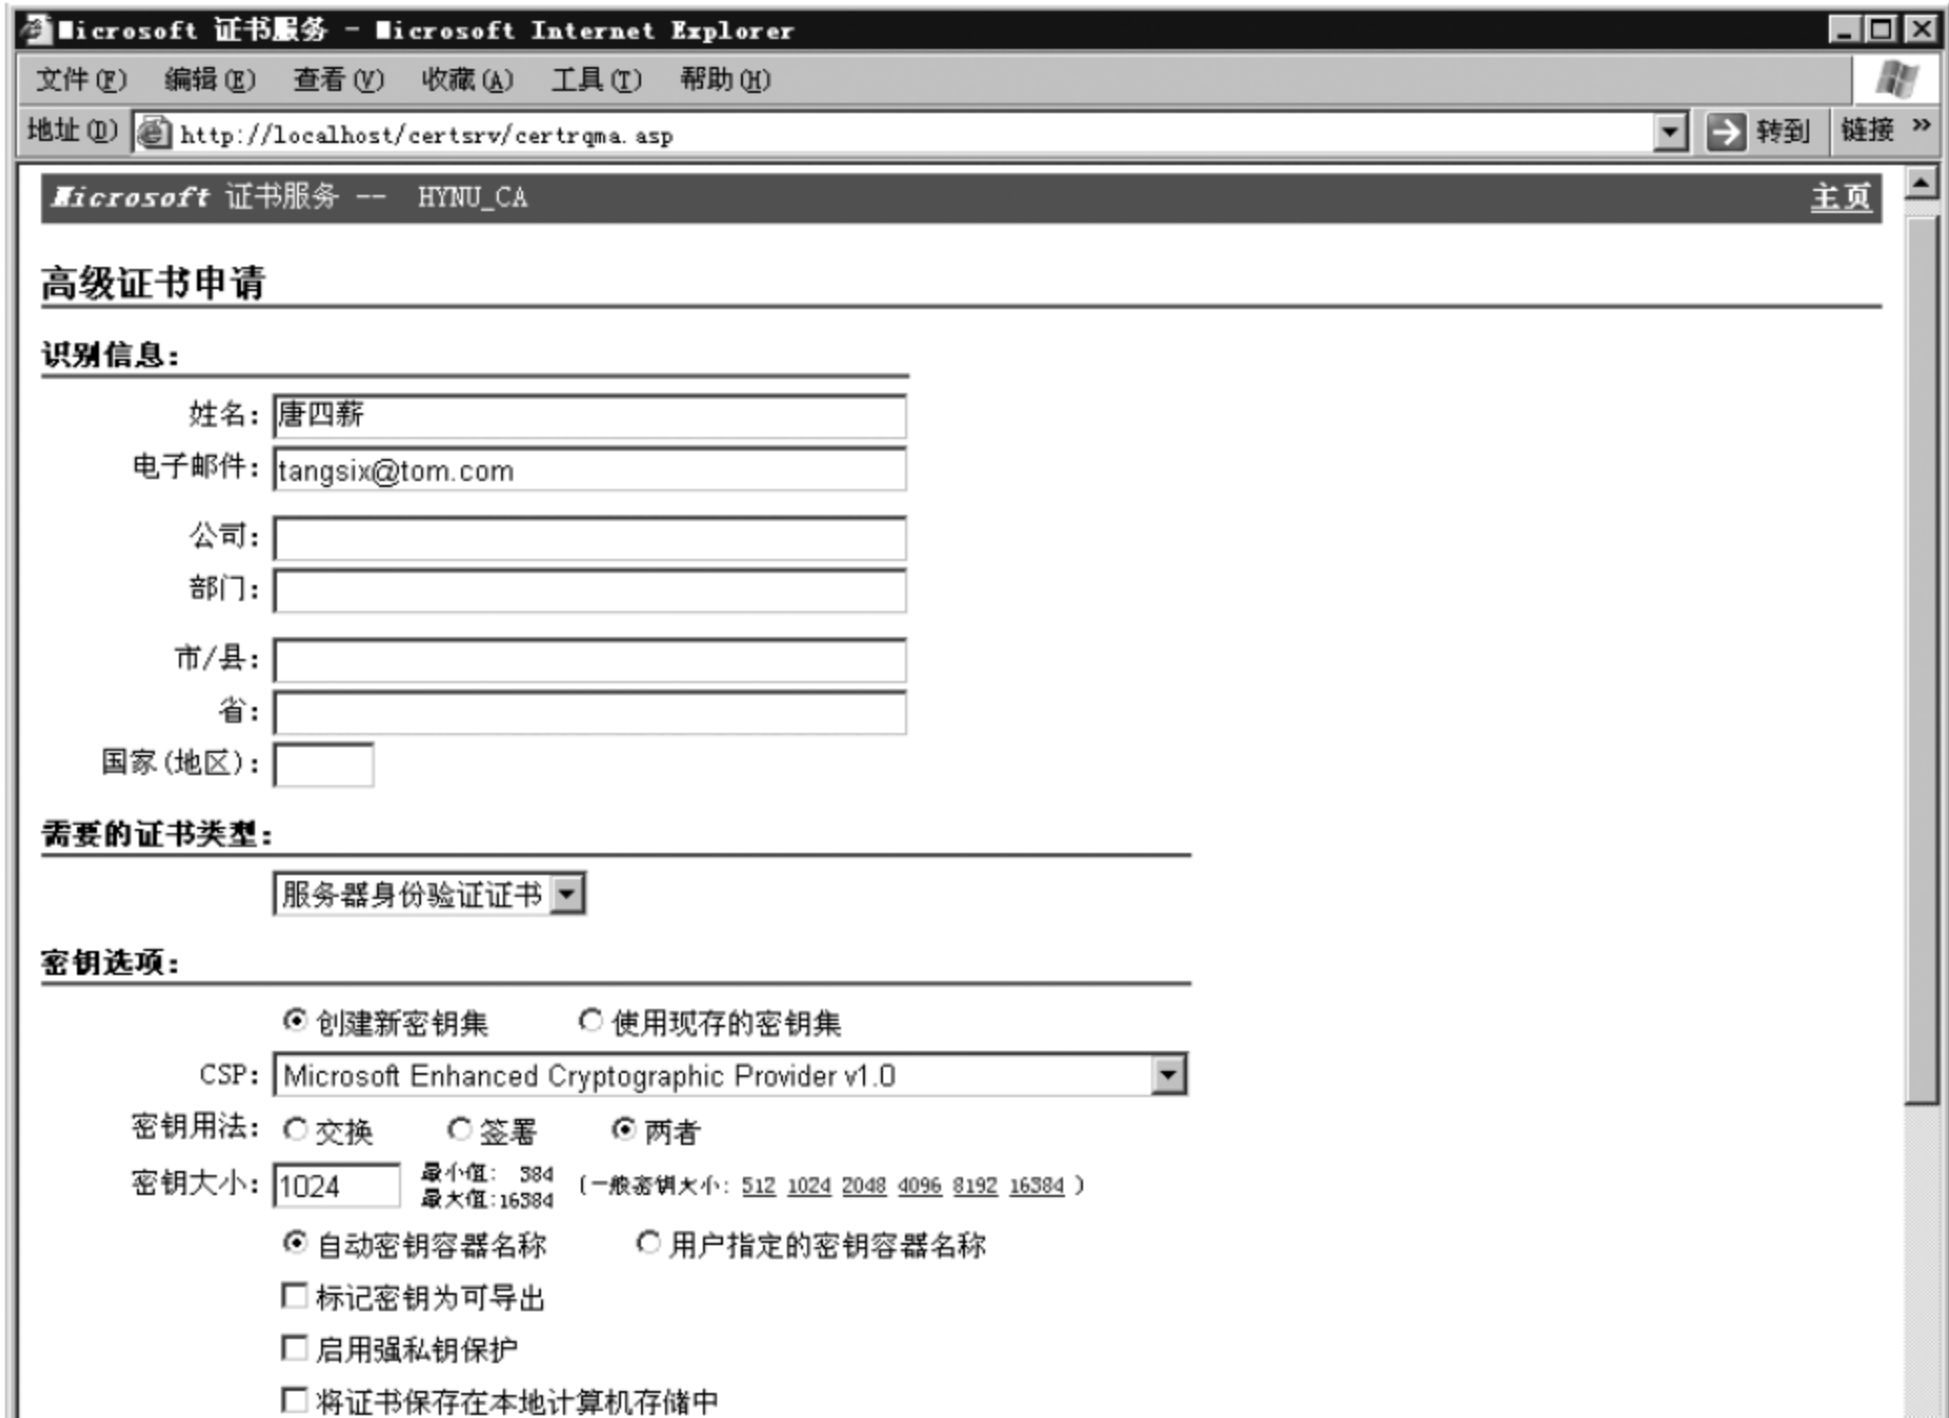 Microsoft 证书服务 - Microsoft Internet Explorer
文件(F) 编辑(E) 查看(V) 收藏(A) 工具(T) 帮助(H)
地址(D) http://localhost/certsrv/certrqma.asp 转到 链接 »
Microsoft 证书服务 -- HYNU_CA 主页
高级证书申请
识别信息:
姓名: 唐四薪
电子邮件: tangsix@tom.com
公司:
部门:
市/县:
省:
国家(地区):
需要的证书类型:
服务器身份验证证书
密钥选项:
创建新密钥集 使用现存的密钥集
CSP: Microsoft Enhanced Cryptographic Provider v1.0
密钥用法: 交换 签署 两者
密钥大小: 1024 最小值: 384 (一般密钥大小: 512 1024 2048 4096 8192 16384 )
最大值:16384
自动密钥容器名称 用户指定的密钥容器名称
标记密钥为可导出
启用强私钥保护
将证书保存在本地计算机存储中